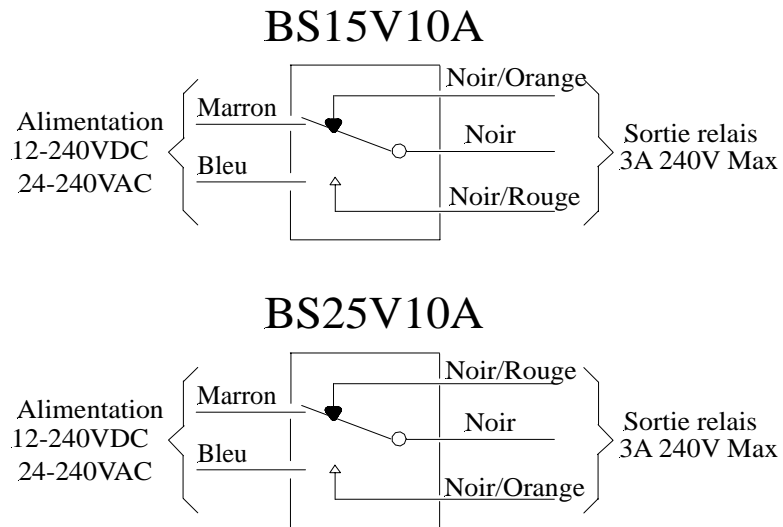 BS15V10A
Alimentation
12-240VDC
24-240VAC
Marron
Bleu
Noir/Orange
Noir
Noir/Rouge
Sortie relais
3A 240V Max
BS25V10A
Alimentation
12-240VDC
24-240VAC
Marron
Bleu
Noir/Rouge
Noir
Noir/Orange
Sortie relais
3A 240V Max